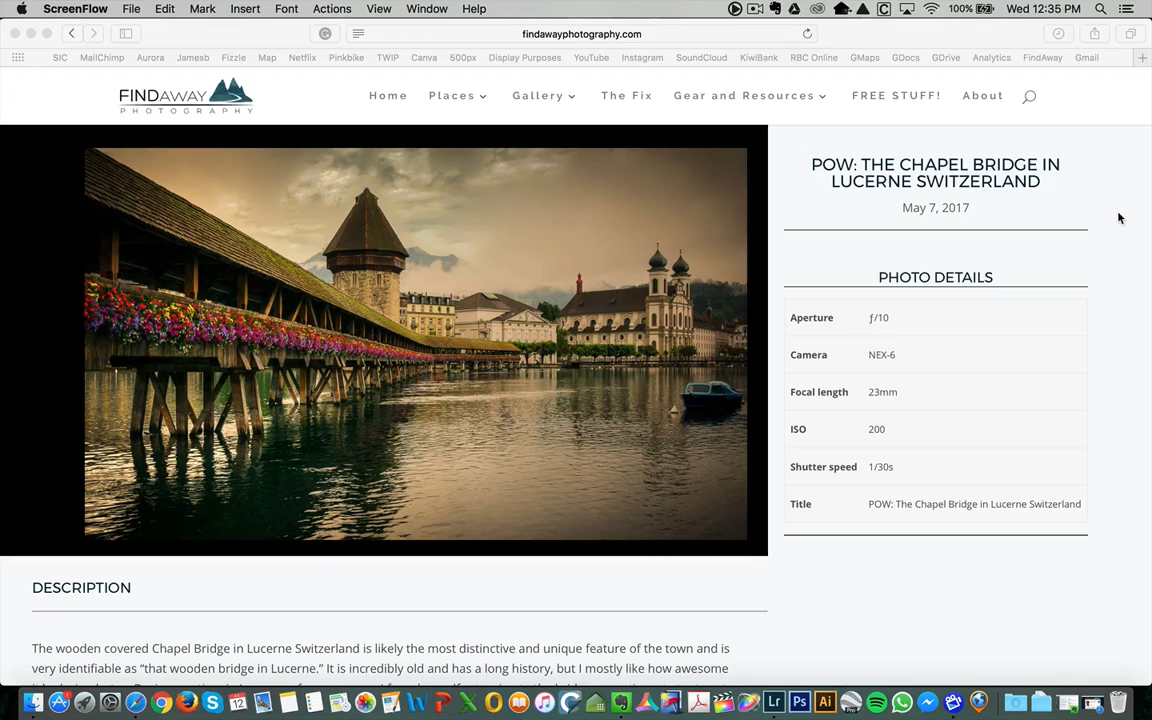 ScreenFlow File Edit Mark Insert Font Actions View Window Help 100% Wed 12:35 PM
findawayphotography.com
SIC MailChimp Aurora Jamesb Fizzle Map Netflix Pinkbike TWIP Canva 500px Display Purposes YouTube Instagram SoundCloud KiwiBank RBC Online GMaps GDocs GDrive Analytics FindAway Gmail
FINDAWAY
PHOTOGRAPHY
Home Places Gallery The Fix Gear and Resources FREE STUFF! About
POW: THE CHAPEL BRIDGE IN
LUCERNE SWITZERLAND
May 7, 2017
PHOTO DETAILS
Aperture ƒ/10
Camera NEX-6
Focal length 23mm
ISO 200
Shutter speed 1/30s
Title POW: The Chapel Bridge in Lucerne Switzerland
DESCRIPTION
The wooden covered Chapel Bridge in Lucerne Switzerland is likely the most distinctive and unique feature of the town and is
very identifiable as “that wooden bridge in Lucerne.” It is incredibly old and has a long history, but I mostly like how awesome